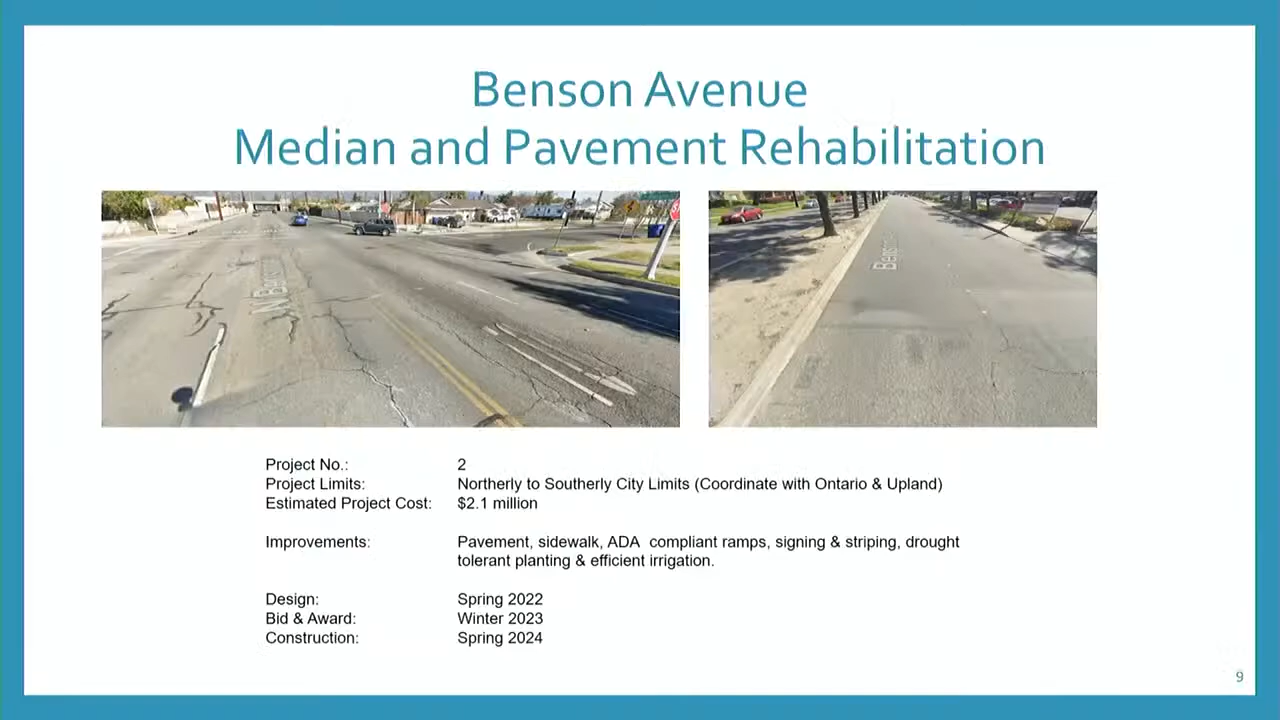 Benson Avenue
Median and Pavement Rehabilitation
N Benson
Benson
Project No.: 2
Project Limits: Northerly to Southerly City Limits (Coordinate with Ontario & Upland)
Estimated Project Cost: $2.1 million
Improvements: Pavement, sidewalk, ADA compliant ramps, signing & striping, drought
tolerant planting & efficient irrigation.
Design: Spring 2022
Bid & Award: Winter 2023
Construction: Spring 2024
9